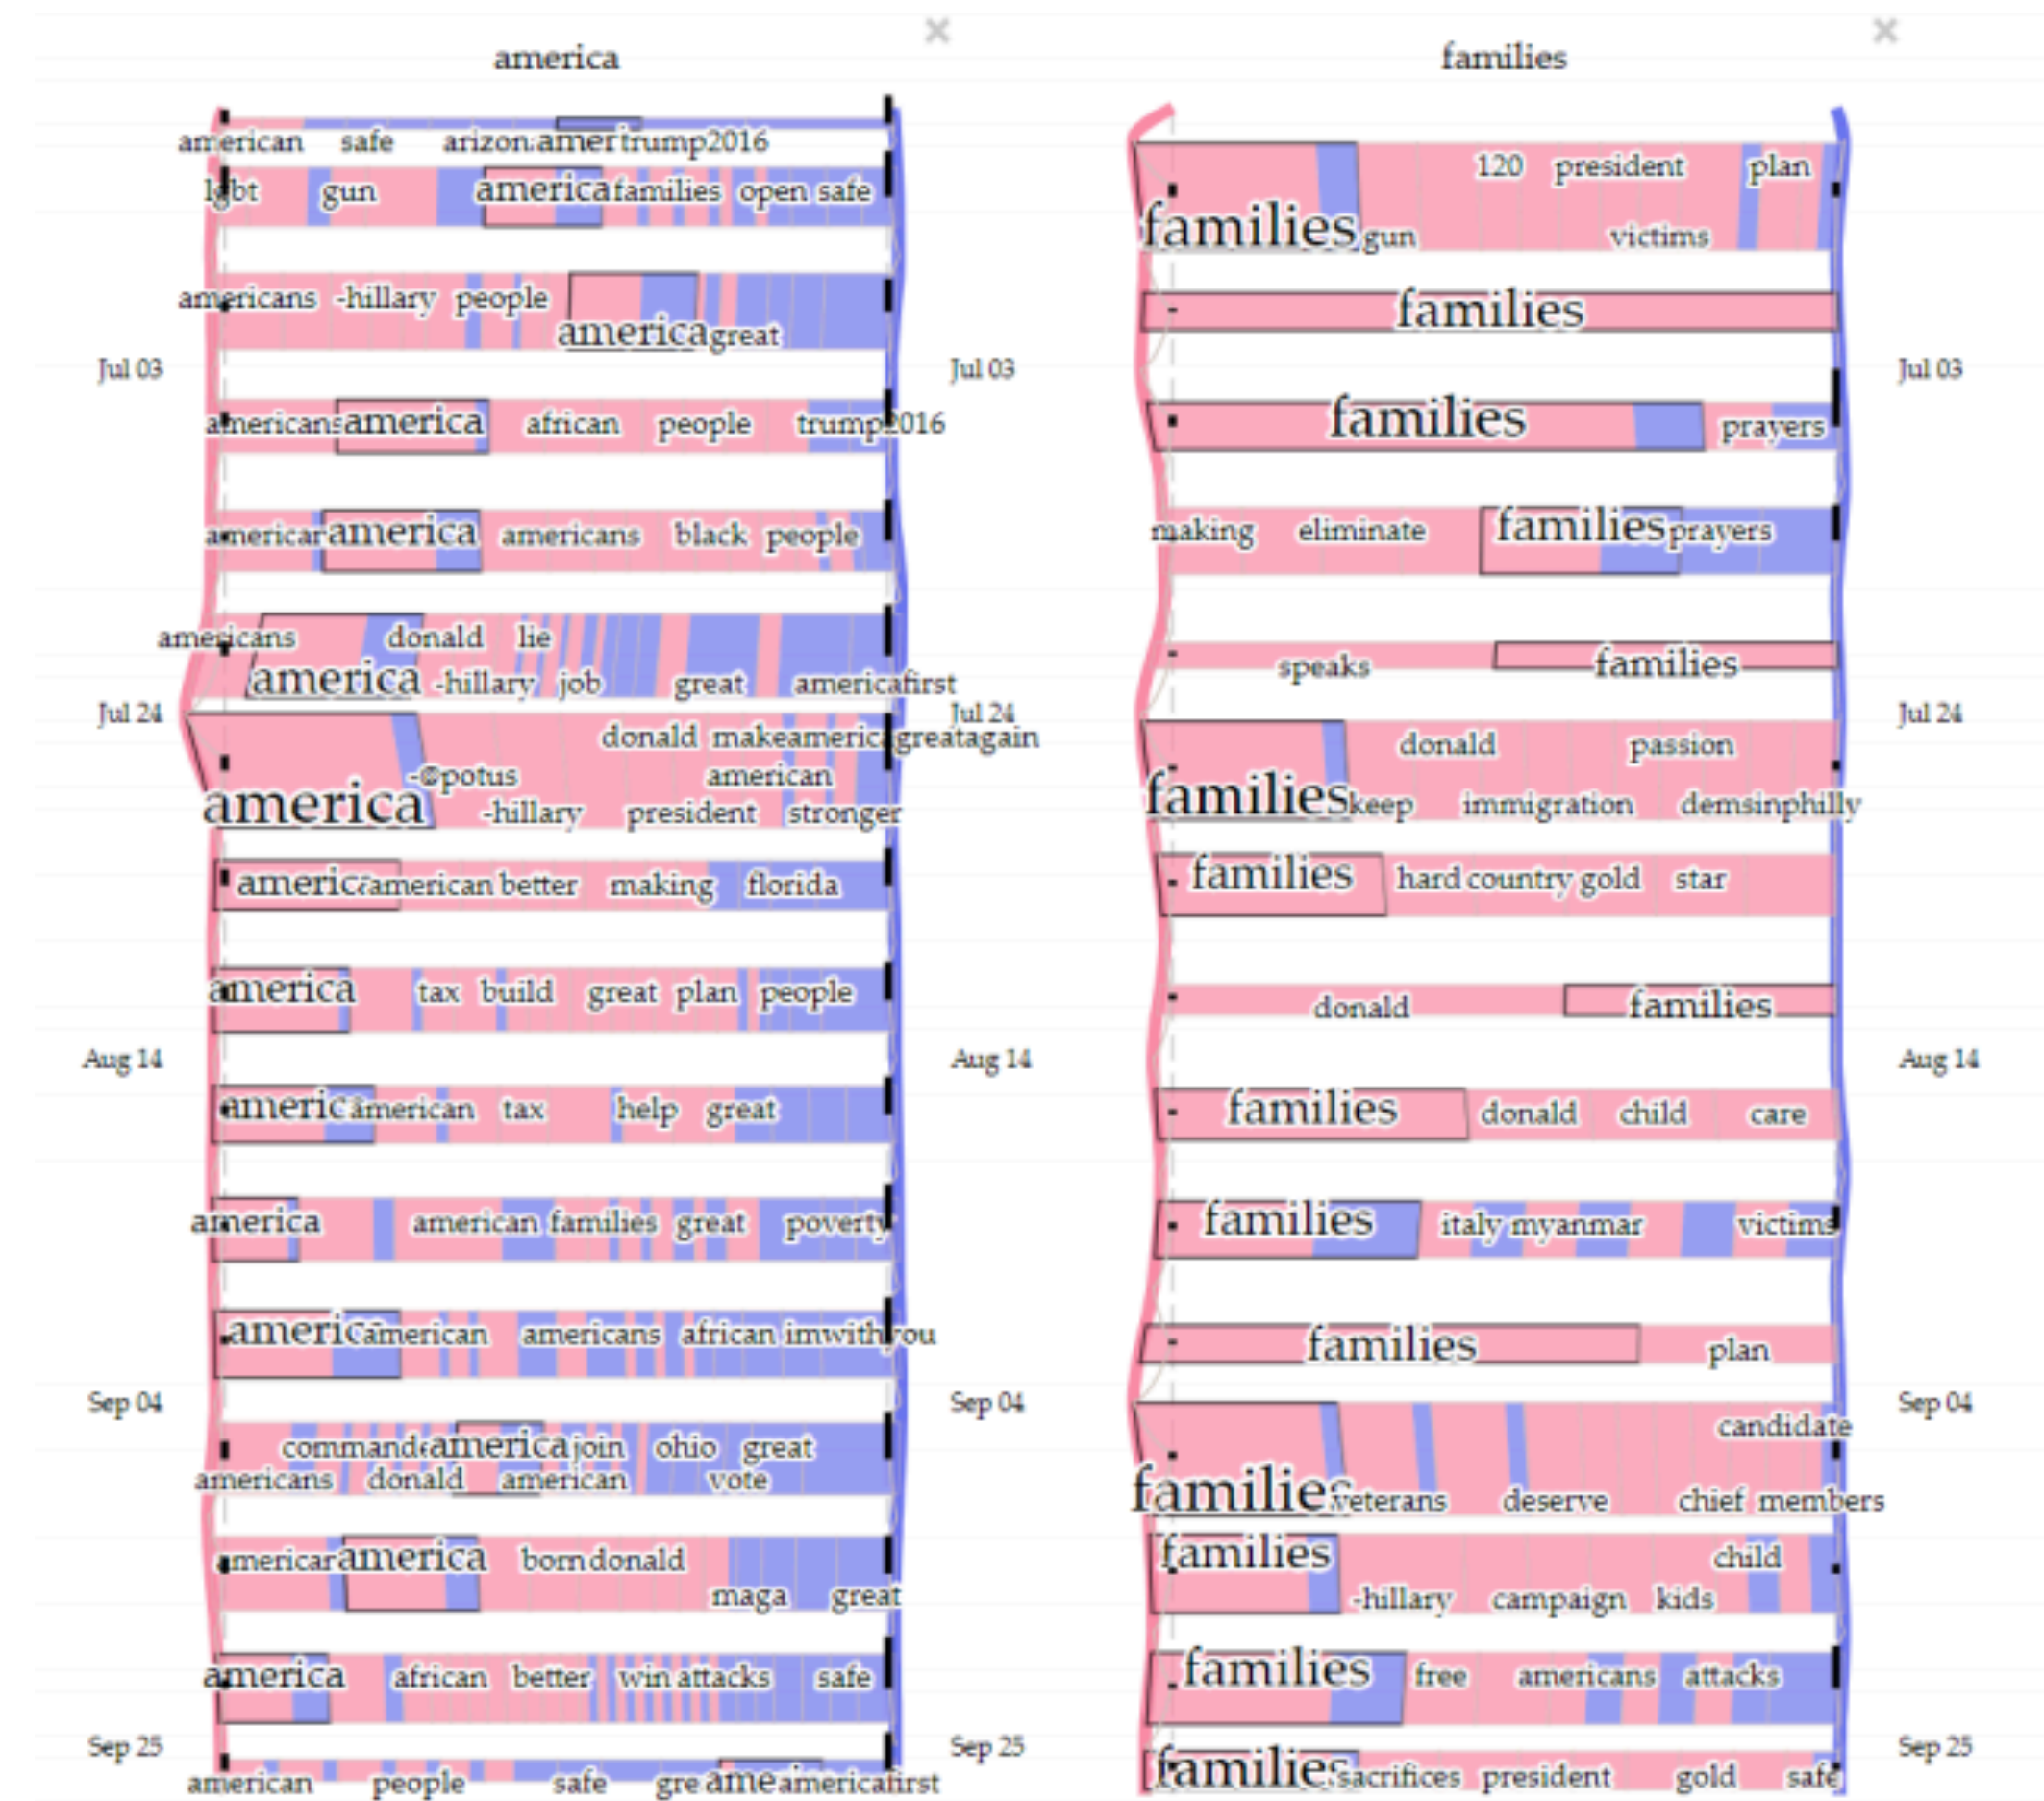 america
american safe trump2016
lgbt gun america families open safe
americans -hillary people
america great
Jul 03
americans america african people trump2016
america americans black people
americans donald lie
america -hillary job great americafirst
Jul 24
donald makeamericagreatagain
-@potus american
america -hillary president stronger
american better making florida
america tax build great plan people
Aug 14
american tax help great
america american families great poverty
american americans african imwithyou
Sep 04
america join ohio great
americans donald american vote
america born donald
maga great
america african better win attacks safe
Sep 25
american people safe americafirst
families
120 president plan
families gun victims
families
Jul 03
Jul 03
families prayers
making eliminate families prayers
speaks families
Jul 24
Jul 24
donald passion
families keep immigration demsinphilly
families hard country gold star
donald families
Aug 14
Aug 14
families donald child care
families italy myanmar victims
families plan
Sep 04
Sep 04
candidate
families veterans deserve chief members
families child
-hillary campaign kids
families free americans attacks
Sep 25
Sep 25
families sacrifices president gold safe